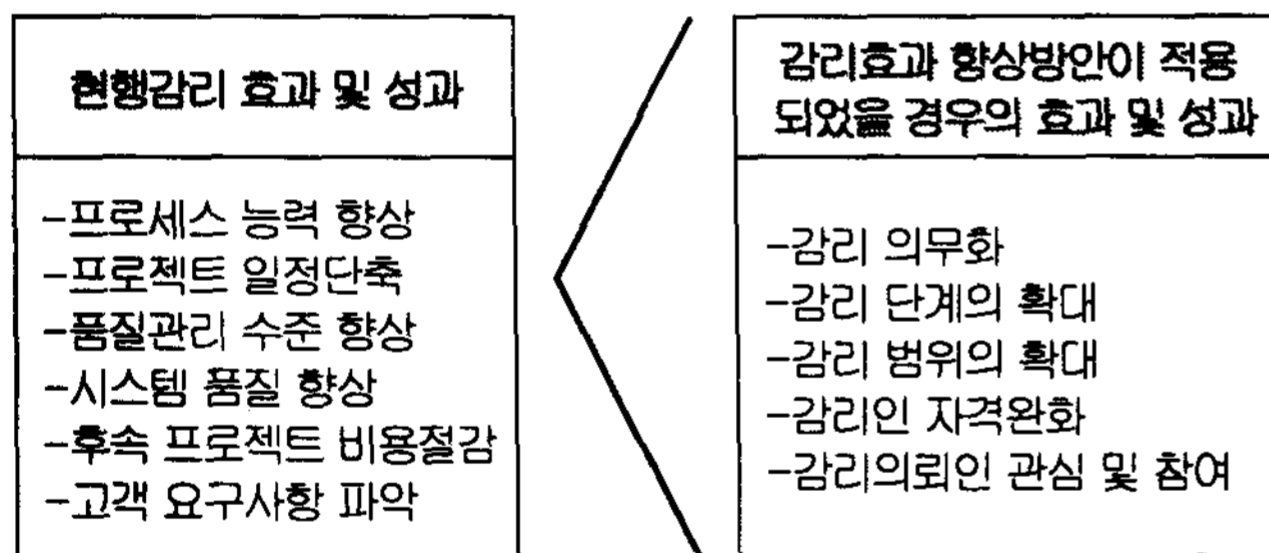 현행감리 효과 및 성과
-프로세스 능력 향상
-프로젝트 일정단축
-품질관리 수준 향상
-시스템 품질 향상
-후속 프로젝트 비용절감
-고객 요구사항 파악
감리효과 향상방안이 적용
되었을 경우의 효과 및 성과
-감리 의무화
-감리 단계의 확대
-감리 범위의 확대
-감리인 자격완화
-감리의뢰인 관심 및 참여